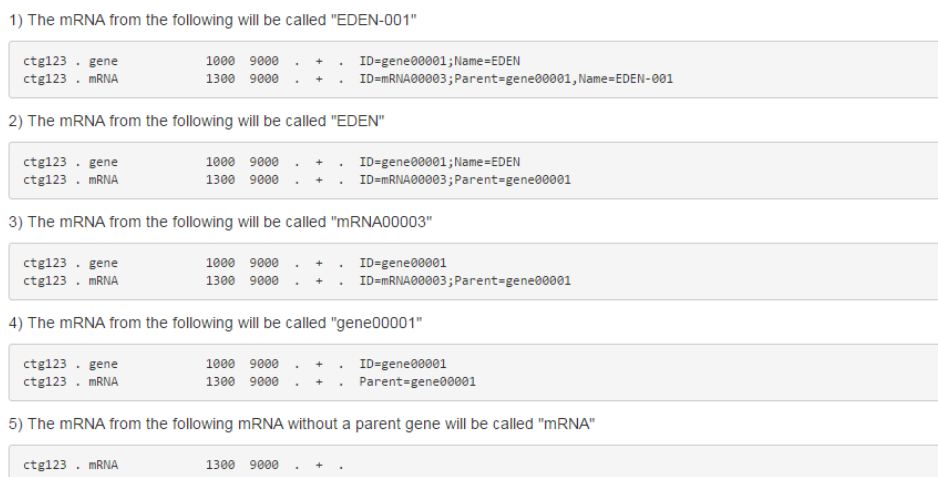 1) The mRNA from the following will be called "EDEN-001"
ctg123 . gene            1000  9000  .  +  .  ID=gene00001;Name=EDEN
ctg123 . mRNA            1300  9000  .  +  .  ID=mRNA00003;Parent=gene00001,Name=EDEN-001
2) The mRNA from the following will be called "EDEN"
ctg123 . gene            1000  9000  .  +  .  ID=gene00001;Name=EDEN
ctg123 . mRNA            1300  9000  .  +  .  ID=mRNA00003;Parent=gene00001
3) The mRNA from the following will be called "mRNA00003"
ctg123 . gene            1000  9000  .  +  .  ID=gene00001
ctg123 . mRNA            1300  9000  .  +  .  ID=mRNA00003;Parent=gene00001
4) The mRNA from the following will be called "gene00001"
ctg123 . gene            1000  9000  .  +  .  ID=gene00001
ctg123 . mRNA            1300  9000  .  +  .  Parent=gene00001
5) The mRNA from the following mRNA without a parent gene will be called "mRNA"
ctg123 . mRNA            1300  9000  .  +  .